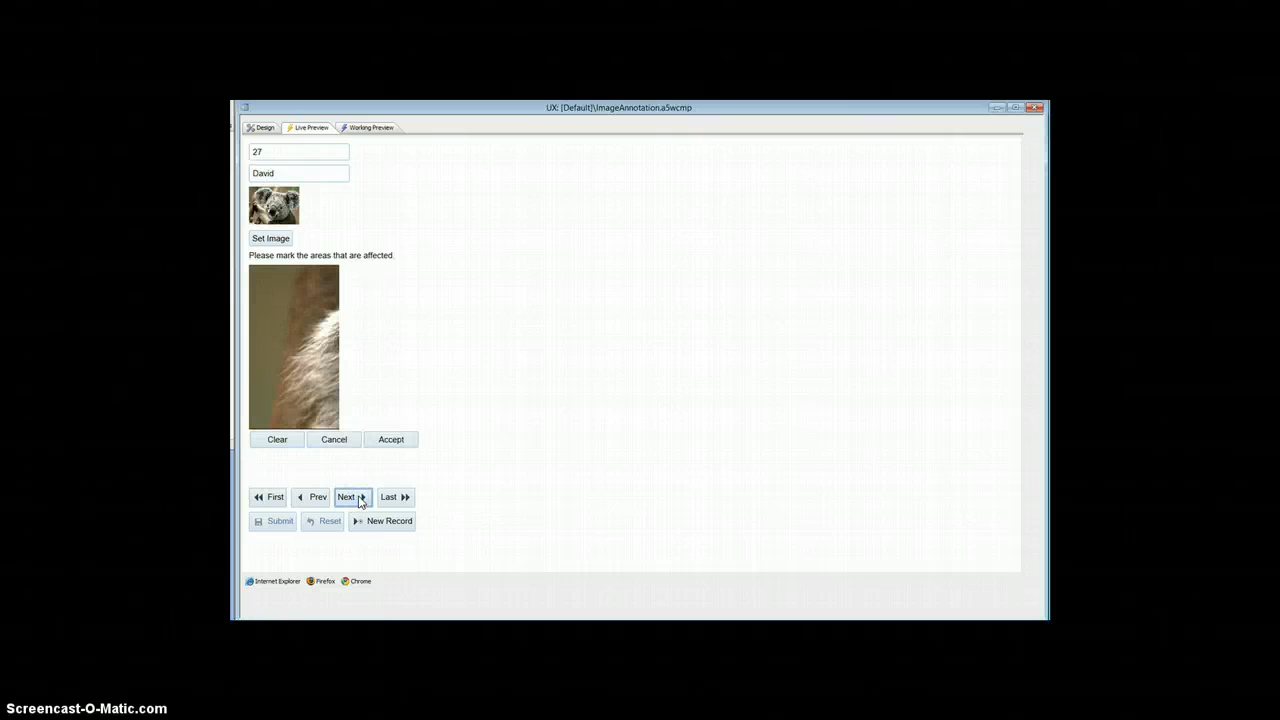 UX: [Default]\ImageAnnotation.a5wcmp
Design Live Preview Working Preview
27
David
Set Image
Please mark the areas that are affected.
Clear Cancel Accept
First Prev Next Last
Submit Reset New Record
Internet Explorer Firefox Chrome
Screencast-O-Matic.com